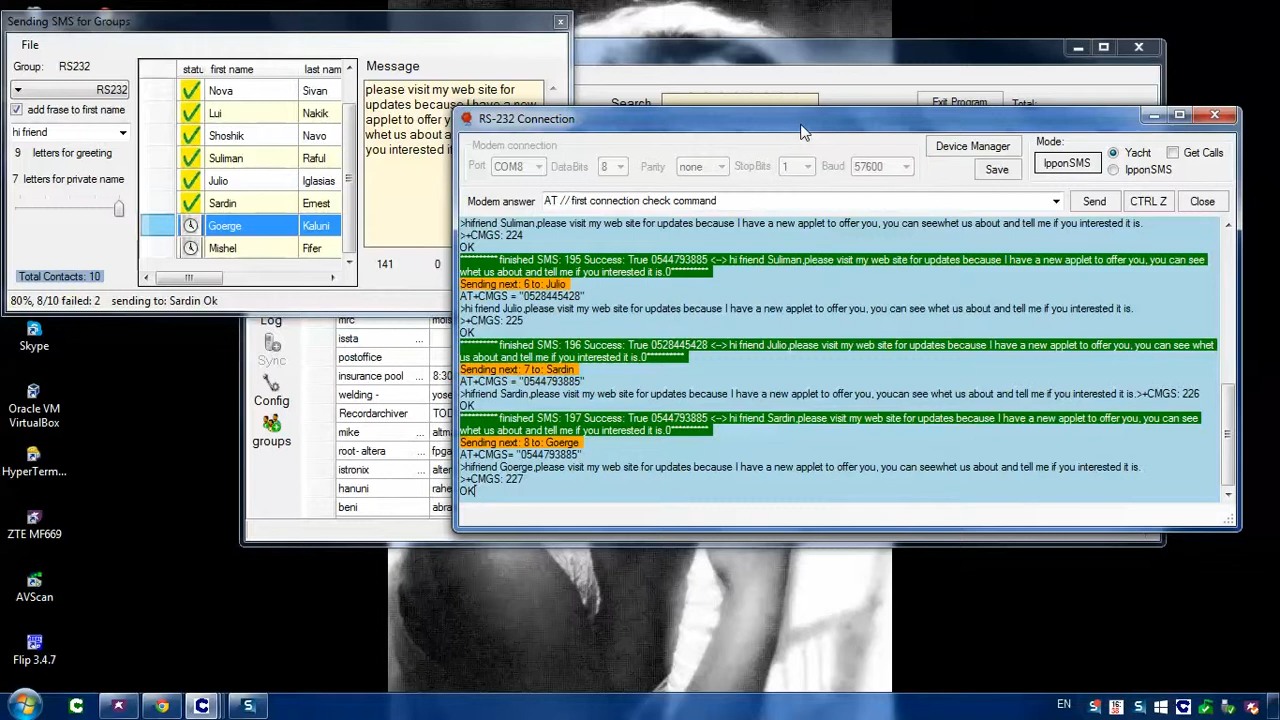 Sending SMS for Groups
x
File
Group: RS232
RS232
add frase to first name
hi friend
9 letters for greeting
7 letters for private name
Total Contacts: 10
80%, 8/10 failed: 2 sending to: Sardin Ok
statu first name last nam
Nova Sivan
Lui Nakik
Shoshik Navo
Suliman Raful
Julio Iglasias
Sardin Ernest
Goerge Kaluni
Mishel Fifer
Message
please visit my web site for
updates because I have a new
applet to offer you,
whet us about
it you interested it
141 0
Search
Exit Program Total:
RS-232 Connection
Modem connection
Port COM8 DataBits 8 Parity none StopBits 1 Baud 57600
Device Manager
Save
Mode:
IpponSMS
Yacht
IpponSMS
Get Calls
Modem answer AT // first connection check command
Send CTRL Z Close
>hifriend Suliman,please visit my web site for updates because I have a new applet to offer you, you can seewhet us about and tell me if you interested it is.
>+CMGS: 224
OK
********** finished SMS: 195 Success: True 0544793885 <--> hi friend Suliman,please visit my web site for updates because I have a new applet to offer you, you can see
whet us about and tell me if you interested it is.0**********
Sending next: 6 to: Julio
AT+CMGS = "0528445428"
>hi friend Julio,please visit my web site for updates because I have a new applet to offer you, you can seewhet us about and tell me if you interested it is.
>+CMGS: 225
OK
********** finished SMS: 196 Success: True 0528445428 <--> hi friend Julio,please visit my web site for updates because I have a new applet to offer you, you can see whet
us about and tell me if you interested it is.0**********
Sending next: 7 to: Sardin
AT+CMGS = "0544793885"
>hifriend Sardin,please visit my web site for updates because I have a new applet to offer you, youcan see whet us about and tell me if you interested it is.>+CMGS: 226
OK
********** finished SMS: 197 Success: True 0544793885 <--> hi friend Sardin,please visit my web site for updates because I have a new applet to offer you, you can see
whet us about and tell me if you interested it is.0**********
Sending next: 8 to: Goerge
AT+CMGS= "0544793885"
>hifriend Goerge,please visit my web site for updates because I have a new applet to offer you, you can seewhet us about and tell me if you interested it is.
>+CMGS: 227
OK
Log
Sync
Config
groups
mrc mois
issta
postoffice
insurance pool 8:30
welding - yose
Recordarchiver TOD
mike altm
root- altera fpga
istronix altem
hanuni rahe
beni abra
Skype
Oracle VM
VirtualBox
HyperTerm...
ZTE MF669
AVScan
Flip 3.4.7
EN